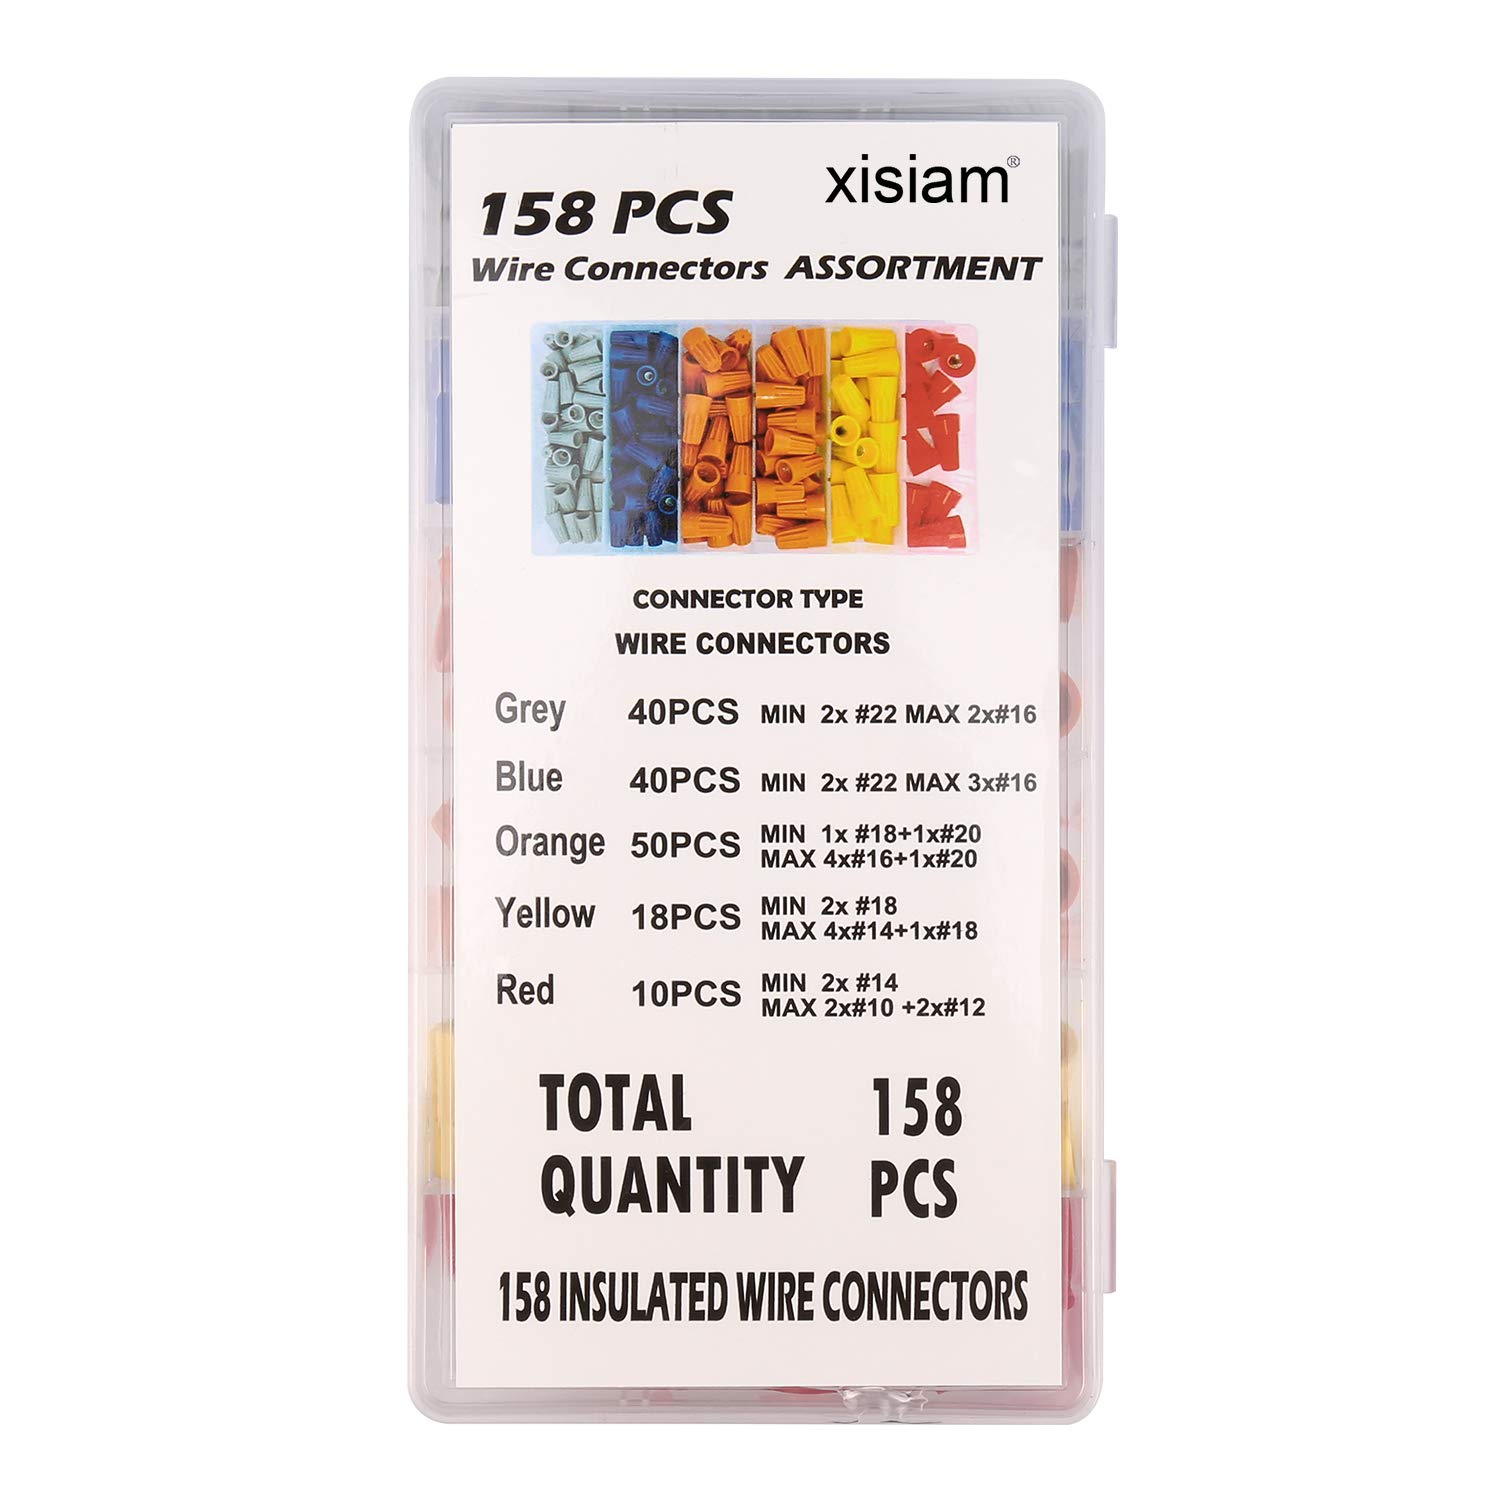 xisiam®
158 PCS
Wire Connectors ASSORTMENT
CONNECTOR TYPE
WIRE CONNECTORS
Grey 40PCS MIN 2x #22 MAX 2x#16
Blue 40PCS MIN 2x #22 MAX 3x#16
Orange 50PCS MIN 1x #18+1x#20
MAX 4x#16+1x#20
Yellow 18PCS MIN 2x #18
MAX 4x#14+1x#18
Red 10PCS MIN 2x #14
MAX 2x#10 +2x#12
TOTAL 158
QUANTITY PCS
158 INSULATED WIRE CONNECTORS